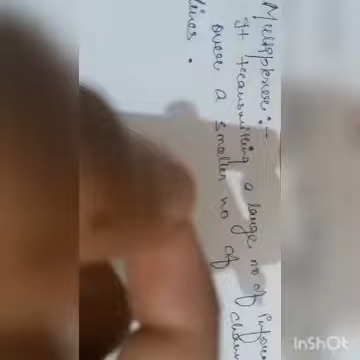 Multiplexer :-
It transmitting a large no of
over a smaller no of
lines .
InShOt